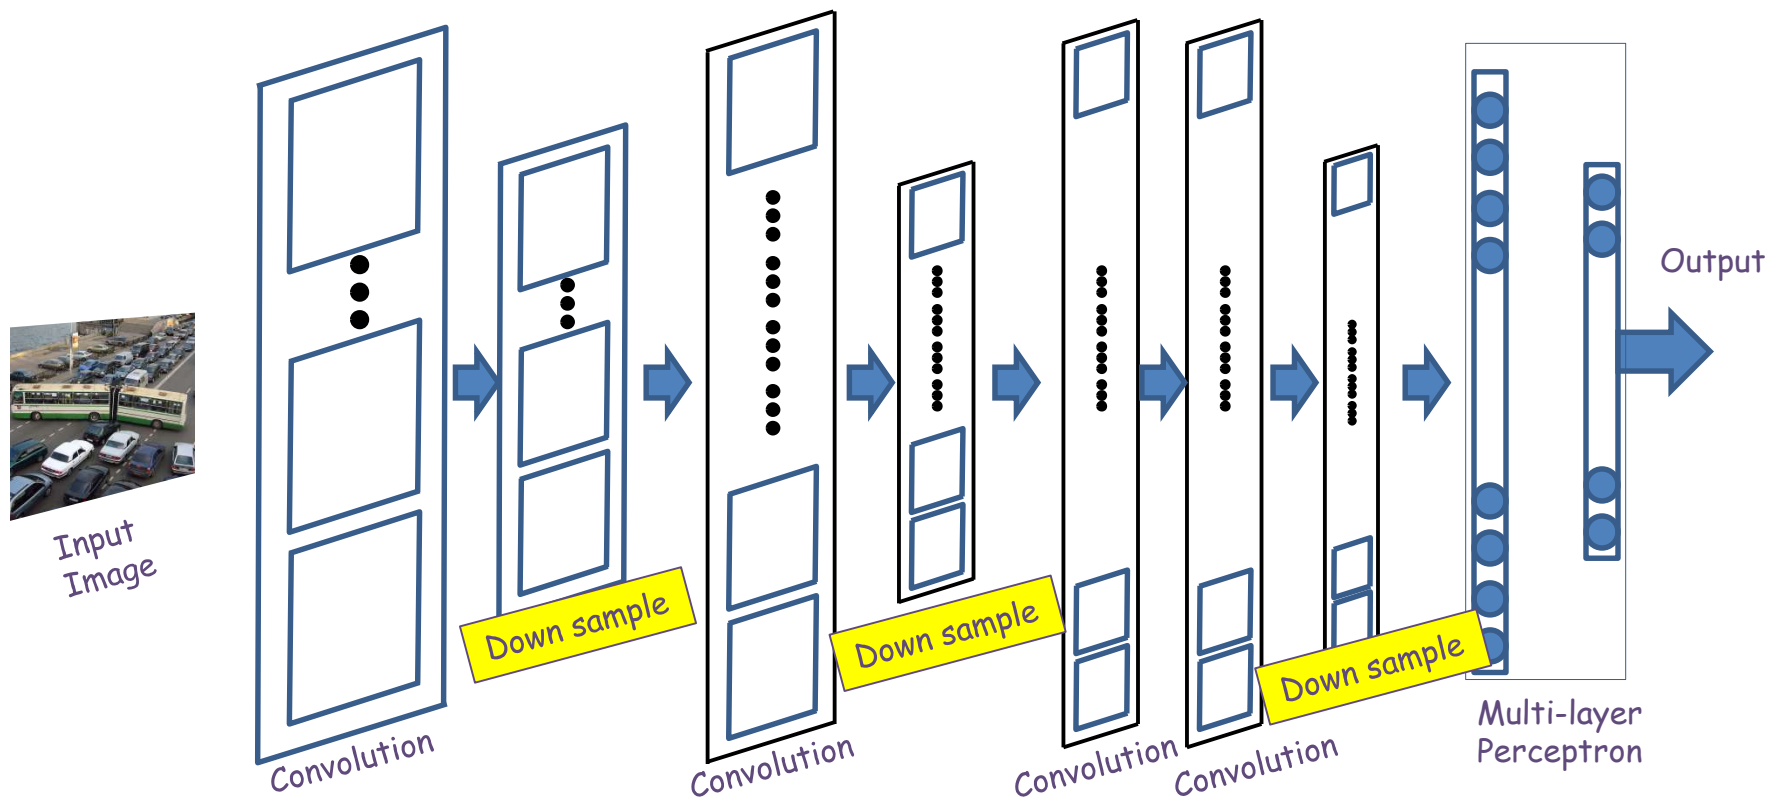 Input
Image
Convolution
Down sample
Convolution
Down sample
Convolution
Convolution
Down sample
Multi-layer
Perceptron
Output